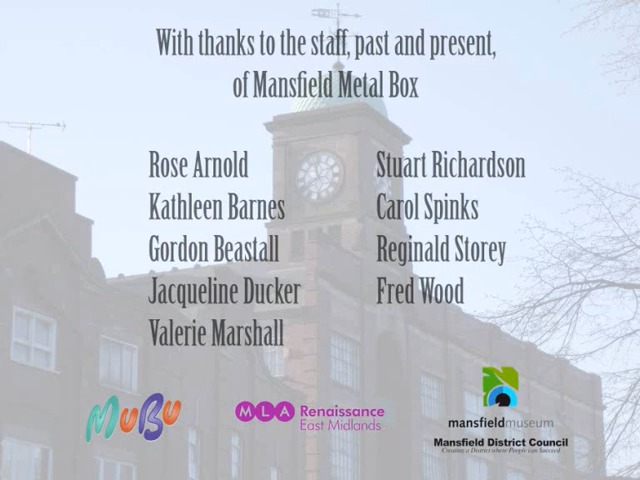 With thanks to the staff, past and present,
of Mansfield Metal Box
Rose Arnold
Kathleen Barnes
Gordon Beastall
Jacqueline Ducker
Valerie Marshall
Stuart Richardson
Carol Spinks
Reginald Storey
Fred Wood
MuBu
MLA Renaissance
East Midlands
mansfieldmuseum
Mansfield District Council
Creating a District where People can Succeed